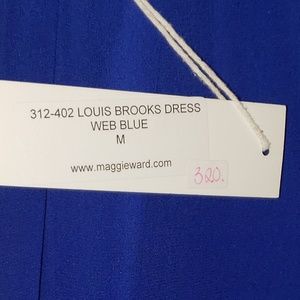 312-402 LOUIS BROOKS DRESS
WEB BLUE
M
www.maggieward.com
320.